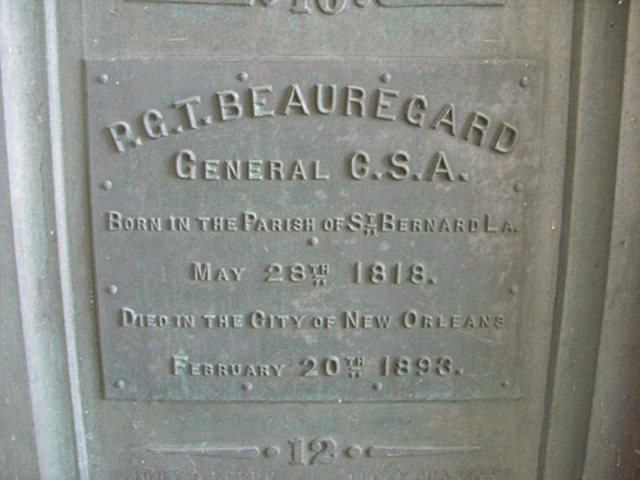 10
P.G.T. BEAUREGARD
GENERAL C.S.A.
BORN IN THE PARISH OF ST BERNARD LA.
MAY 28TH 1818.
DIED IN THE CITY OF NEW ORLEANS
FEBRUARY 20TH 1893.
12